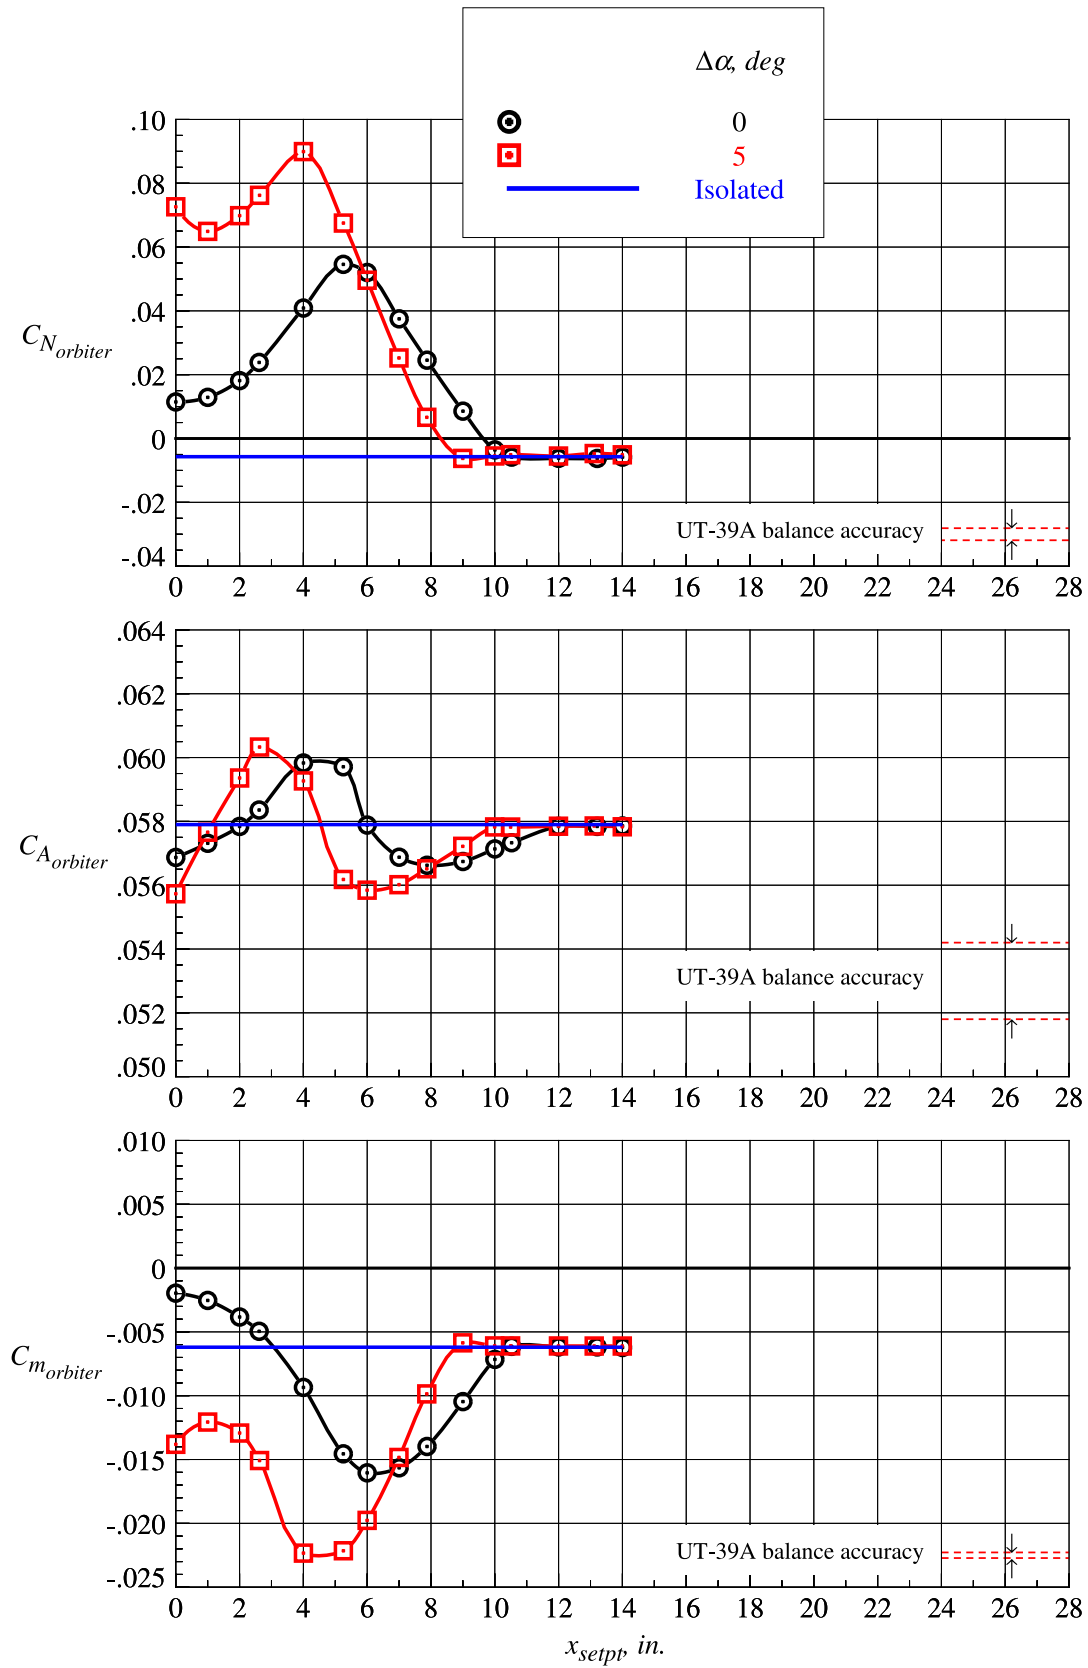 Δα, deg
0
5
Isolated
.10
.08
.06
.04
.02
0
-.02
-.04
C_N_orbiter
UT-39A balance accuracy
0 2 4 6 8 10 12 14 16 18 20 22 24 26 28
.064
.062
.060
.058
.056
.054
.052
.050
C_A_orbiter
UT-39A balance accuracy
0 2 4 6 8 10 12 14 16 18 20 22 24 26 28
.010
.005
0
-.005
-.010
-.015
-.020
-.025
C_m_orbiter
UT-39A balance accuracy
0 2 4 6 8 10 12 14 16 18 20 22 24 26 28
x_setpt, in.